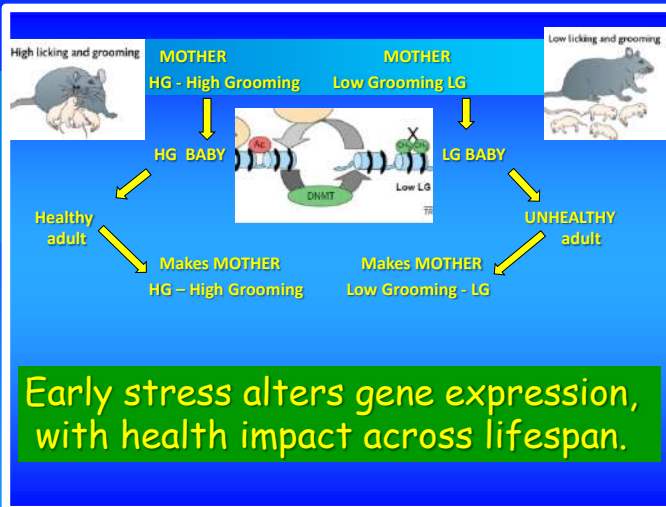 High licking and grooming
Low licking and grooming
MOTHER
HG - High Grooming
MOTHER
Low Grooming LG
Ac
CH₃ CH₃
X
Low LG
DNMT
HG BABY
LG BABY
Healthy
adult
UNHEALTHY
adult
Makes MOTHER
HG – High Grooming
Makes MOTHER
Low Grooming - LG
Early stress alters gene expression,
with health impact across lifespan.